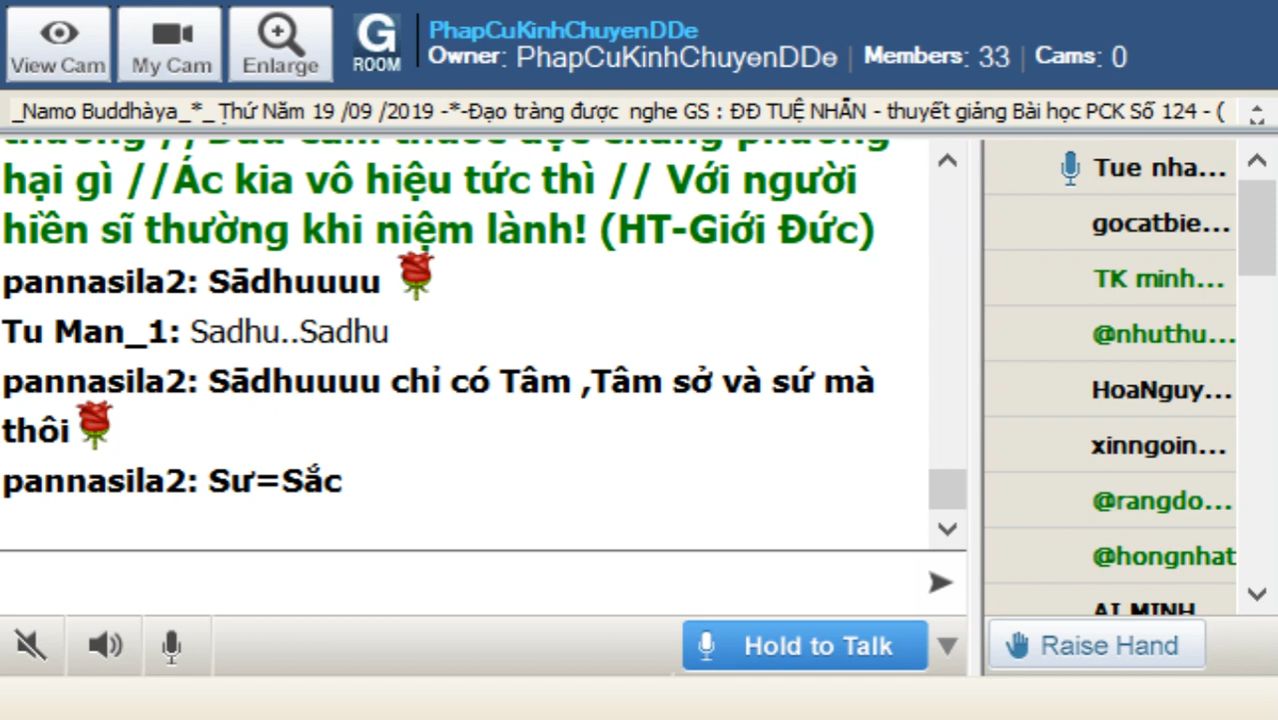 View Cam
My Cam
Enlarge
G
ROOM
PhapCuKinhChuyenDDe
Owner: PhapCuKinhChuyenDDe | Members: 33 | Cams: 0
_Namo Buddhàya_*_ Thứ Năm 19 /09 /2019 -*-Đạo tràng được nghe GS : ĐĐ TUỆ NHẪN - thuyết giảng Bài học PCK Số 124 - (
hại gì //Ác kia vô hiệu tức thì // Với người
hiền sĩ thường khi niệm lành! (HT-Giới Đức)
pannasila2: Sādhuuuu
Tu Man_1: Sadhu..Sadhu
pannasila2: Sādhuuuu chỉ có Tâm ,Tâm sở và sứ mà
thôi
pannasila2: Sư=Sắc
Tue nha...
gocatbie...
TK minh...
@nhuthu...
HoaNguy...
xinngoin...
@rangdo...
@hongnhat
AI MINH
Hold to Talk
Raise Hand